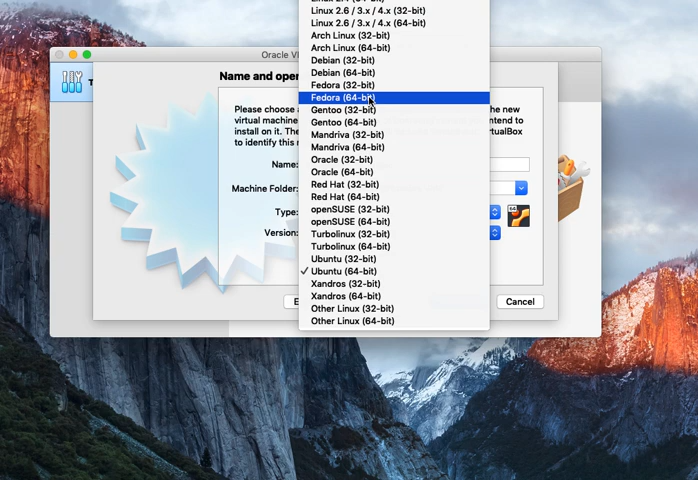 Linux 2.6 / 3.x / 4.x (32-bit)
Linux 2.6 / 3.x / 4.x (64-bit)
Arch Linux (32-bit)
Arch Linux (64-bit)
Oracle V
Debian (32-bit)
Debian (64-bit)
Name and oper
Fedora (32-bit)
Fedora (64-bit)
Please choose a
the new
Gentoo (32-bit)
virtual machine
tend to
Gentoo (64-bit)
install on it. The
rtualBox
Mandriva (32-bit)
to identify this
Mandriva (64-bit)
Oracle (32-bit)
Name:
Oracle (64-bit)
Red Hat (32-bit)
Machine Folder:
Red Hat (64-bit)
openSUSE (32-bit)
Type:
64
openSUSE (64-bit)
Turbolinux (32-bit)
Version:
Turbolinux (64-bit)
Ubuntu (32-bit)
✓ Ubuntu (64-bit)
Xandros (32-bit)
Xandros (64-bit)
E
Cancel
Other Linux (32-bit)
Other Linux (64-bit)